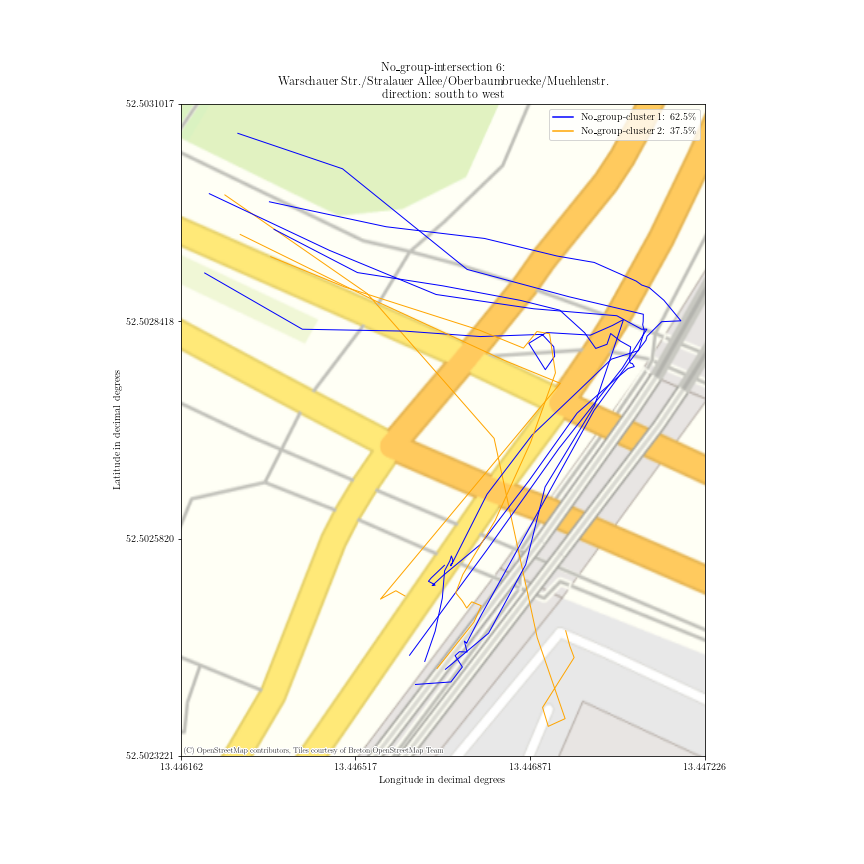 No_group-intersection 6:
Warschauer Str./Stralauer Allee/Oberbaumbruecke/Muehlenstr.
direction: south to west
52.5031017
No_group-cluster 1: 62.5%
No_group-cluster 2: 37.5%
52.5028418
Latitude in decimal degrees
52.5025820
(C) OpenStreetMap contributors, Tiles courtesy of Breton OpenStreetMap Team
52.5023221
13.446162 13.446517 13.446871 13.447226
Longitude in decimal degrees